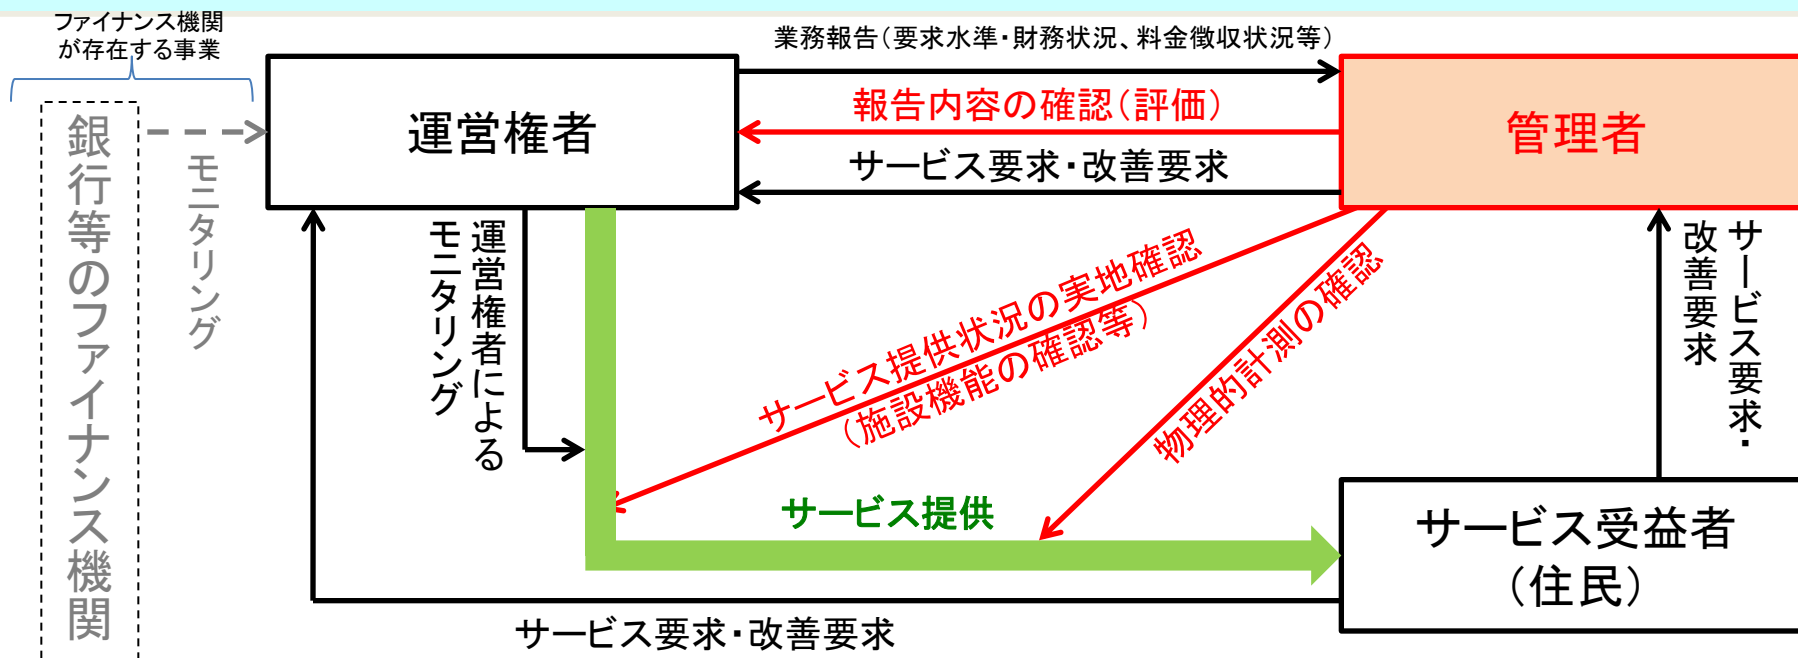 ファイナンス機関
が存在する事業
業務報告(要求水準・財務状況、料金徴収状況等)
銀行等のファイナンス機関
モニタリング
運営権者
報告内容の確認(評価)
サービス要求・改善要求
管理者
運営権者による
モニタリング
サービス提供状況の実地確認
(施設機能の確認等)
物理的計測の確認
サービス要求・
改善要求
サービス提供
サービス受益者
(住民)
サービス要求・改善要求